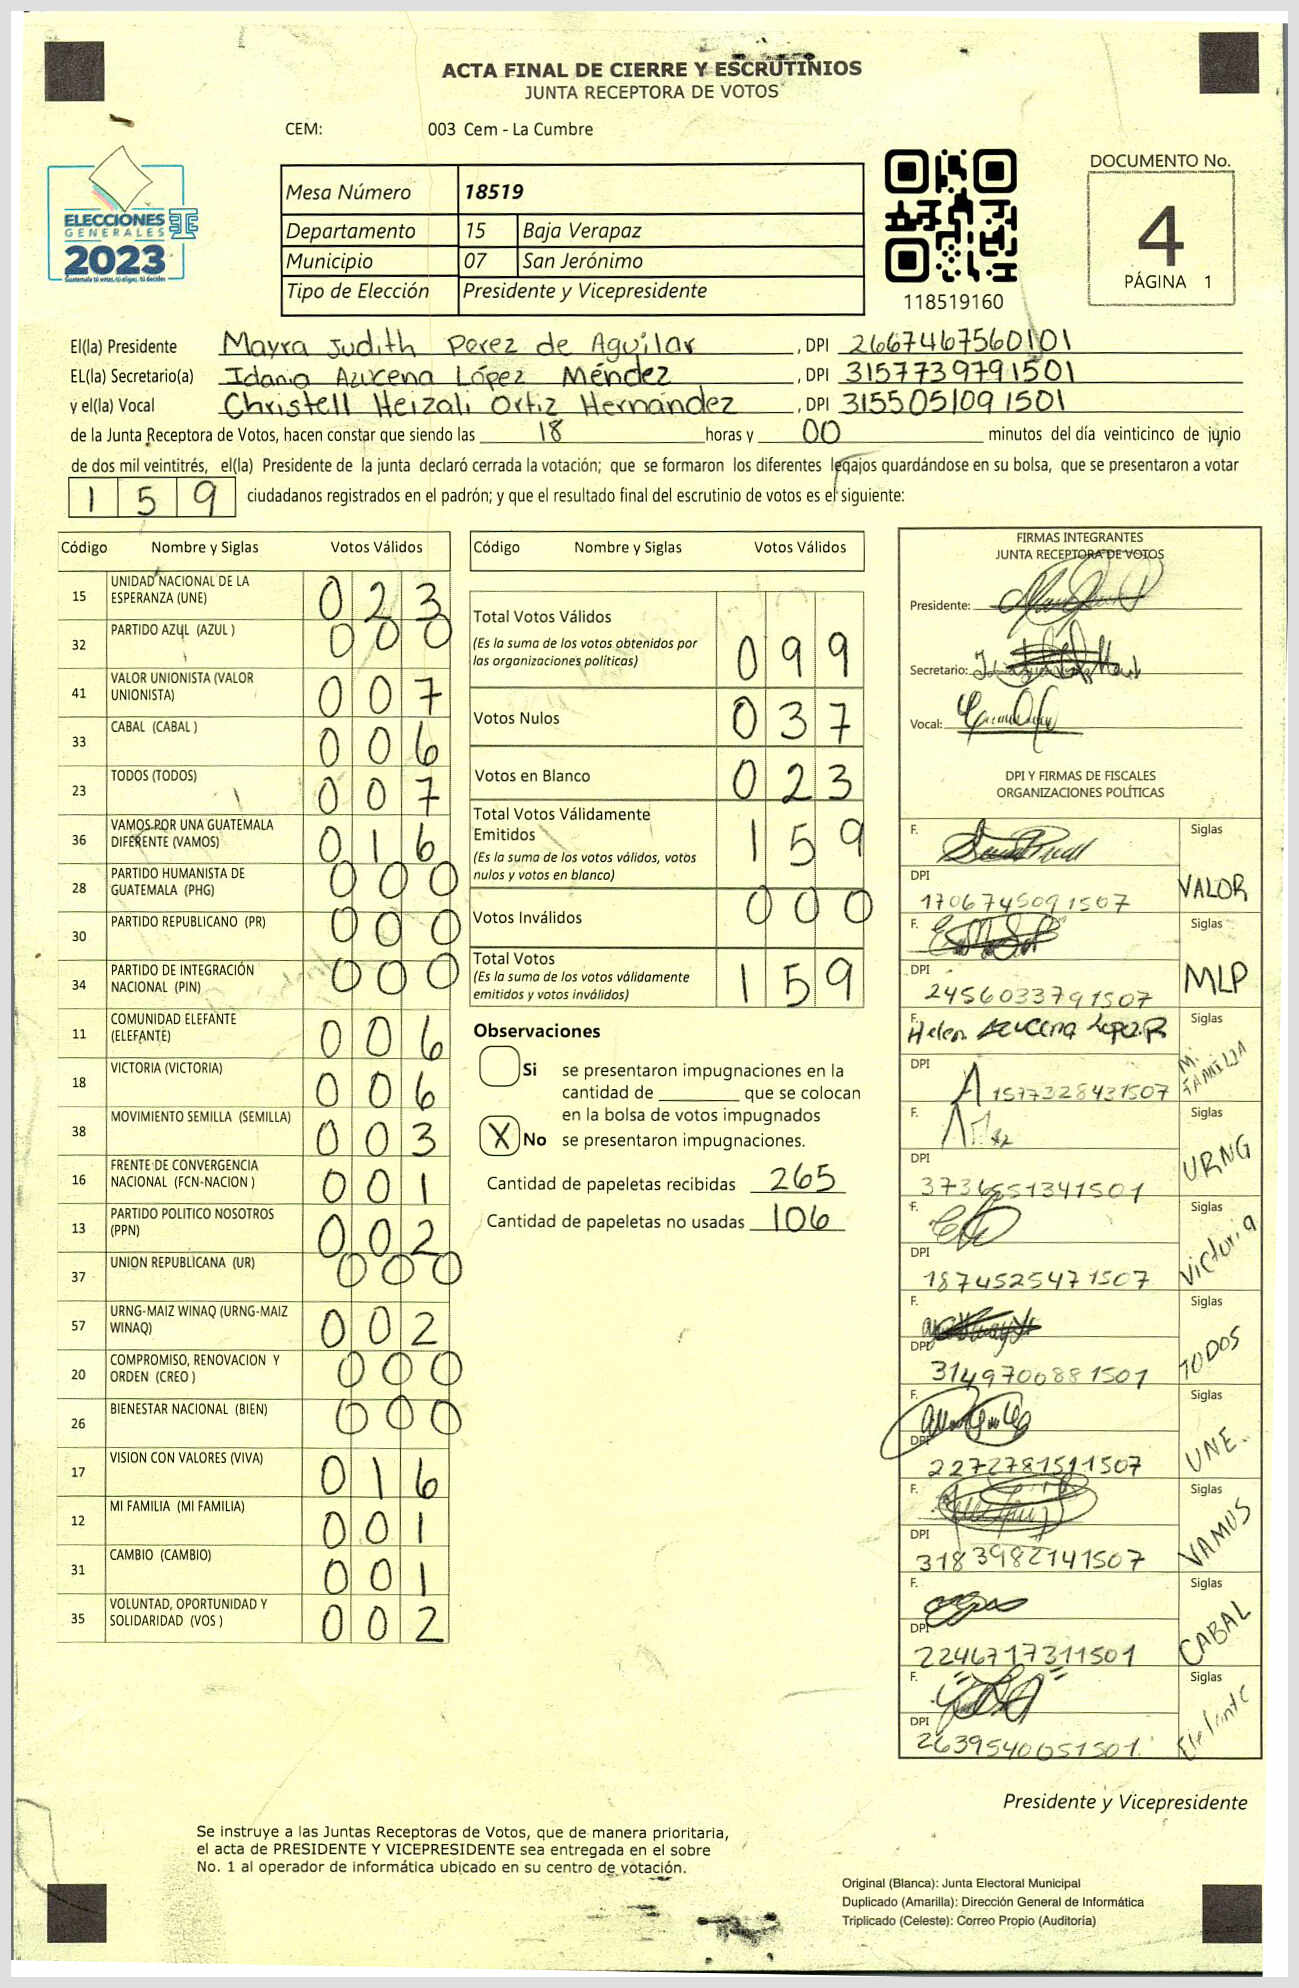 ACTA FINAL DE CIERRE Y ESCRUTINIOS
JUNTA RECEPTORA DE VOTOS
CEM: 003 Cem - La Cumbre
ELECCIONES
GENERALES
2023
Guatemala tú votas, tú eliges, tú decides
Mesa Número 18519
Departamento 15 Baja Verapaz
Municipio 07 San Jerónimo
Tipo de Elección Presidente y Vicepresidente
118519160
DOCUMENTO No.
4
PÁGINA 1
El(la) Presidente Mayra Judith Perez de Aguilar , DPI 2667467560101
EL(la) Secretario(a) Idania Azucena López Méndez , DPI 3157739791501
y el(la) Vocal Christell Heizali Ortiz Hernández , DPI 3155051091501
de la Junta Receptora de Votos, hacen constar que siendo las 18 horas y 00 minutos del día veinticinco de junio
de dos mil veintitrés, el(la) Presidente de la junta declaró cerrada la votación; que se formaron los diferentes legajos guardándose en su bolsa, que se presentaron a votar
159 ciudadanos registrados en el padrón; y que el resultado final del escrutinio de votos es el siguiente:
Código Nombre y Siglas Votos Válidos
15 UNIDAD NACIONAL DE LA ESPERANZA (UNE) 023
32 PARTIDO AZUL (AZUL ) 000
41 VALOR UNIONISTA (VALOR UNIONISTA) 007
33 CABAL (CABAL ) 006
23 TODOS (TODOS) 007
36 VAMOS POR UNA GUATEMALA DIFERENTE (VAMOS) 016
28 PARTIDO HUMANISTA DE GUATEMALA (PHG) 000
30 PARTIDO REPUBLICANO (PR) 000
34 PARTIDO DE INTEGRACIÓN NACIONAL (PIN) 000
11 COMUNIDAD ELEFANTE (ELEFANTE) 006
18 VICTORIA (VICTORIA) 006
38 MOVIMIENTO SEMILLA (SEMILLA) 003
16 FRENTE DE CONVERGENCIA NACIONAL (FCN-NACION ) 001
13 PARTIDO POLITICO NOSOTROS (PPN) 002
37 UNION REPUBLICANA (UR) 000
57 URNG-MAIZ WINAQ (URNG-MAIZ WINAQ) 002
20 COMPROMISO, RENOVACION Y ORDEN (CREO ) 000
26 BIENESTAR NACIONAL (BIEN) 000
17 VISION CON VALORES (VIVA) 016
12 MI FAMILIA (MI FAMILIA) 001
31 CAMBIO (CAMBIO) 001
35 VOLUNTAD, OPORTUNIDAD Y SOLIDARIDAD (VOS ) 002
Código Nombre y Siglas Votos Válidos
Total Votos Válidos 099
(Es la suma de los votos obtenidos por
las organizaciones políticas)
Votos Nulos 037
Votos en Blanco 023
Total Votos Válidamente
Emitidos 159
(Es la suma de los votos válidos, votos
nulos y votos en blanco)
Votos Inválidos 000
Total Votos 159
(Es la suma de los votos válidamente
emitidos y votos inválidos)
Observaciones
Si se presentaron impugnaciones en la
cantidad de ________ que se colocan
en la bolsa de votos impugnados
X No se presentaron impugnaciones.
Cantidad de papeletas recibidas 265
Cantidad de papeletas no usadas 106
FIRMAS INTEGRANTES
JUNTA RECEPTORA DE VOTOS
Presidente:
Secretario:
Vocal:
DPI Y FIRMAS DE FISCALES
ORGANIZACIONES POLÍTICAS
F. Siglas
DPI 1706745091507 VALOR
F. Siglas
DPI 2456033791507 MLP
F. Helen Azucena Lopez.R Siglas
DPI 1577328431507 M. FAMILIA
F. Siglas
DPI 3736551341501 URNG
F. Siglas
DPI 1874525471507 Victoria
F. Siglas
DPI 3149700881501 TODOS
F. Siglas
DPI 2272781511507 UNE.
F. Siglas
DPI 3183982141507 VAMOS
F. Siglas
DPI 2246717311501 CABAL
F. Siglas
DPI 2639540051501. Elefante
Presidente y Vicepresidente
Se instruye a las Juntas Receptoras de Votos, que de manera prioritaria,
el acta de PRESIDENTE Y VICEPRESIDENTE sea entregada en el sobre
No. 1 al operador de informática ubicado en su centro de votación.
Original (Blanca): Junta Electoral Municipal
Duplicado (Amarilla): Dirección General de Informática
Triplicado (Celeste): Correo Propio (Auditoría)